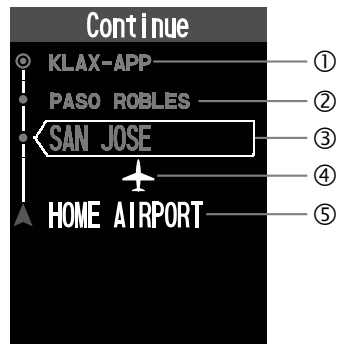 Continue
KLAX-APP ①
PASO ROBLES ②
SAN JOSE ③
④
HOME AIRPORT ⑤